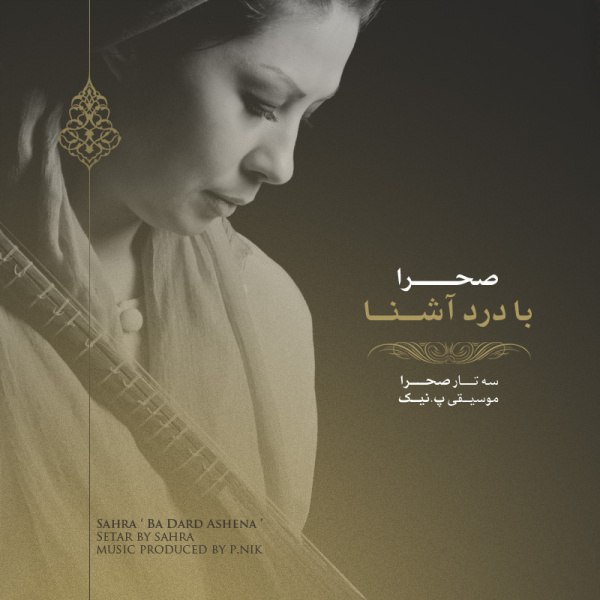 صحرا
با درد آشنا
سه تار صحرا
موسیقی پ.نیک
SAHRA ' BA DARD ASHENA '
SETAR BY SAHRA
MUSIC PRODUCED BY P.NIK